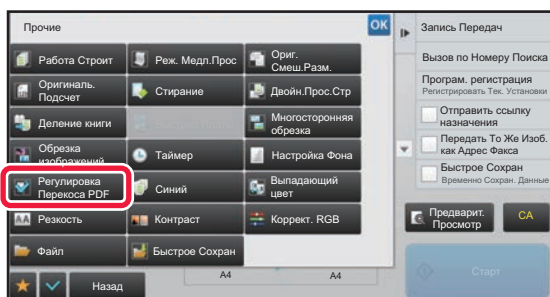 Прочие
OK
Работа Строит
Реж. Медл.Прос
Ориг.
Смеш.Разм.
Оригиналь.
Подсчет
Стирание
Двойн.Прос.Стр
Деление книги
Многосторонняя
обрезка
Обрезка
изображений
Таймер
Настройка Фона
Регулировка
Перекоса PDF
Синий
Выпадающий
цвет
AA Резкость
Контраст
Коррект. RGB
Файл
Быстрое Сохран
Назад
A4
A4
Запись Передач
Вызов по Номеру Поиска
Програм. регистрация
Регистрировать Тек. Установки
Отправить ссылку
назначения
Передать То Же Изоб.
как Адрес Факса
Быстрое Сохран
Временно Сохран. Данные
Предварит.
Просмотр
CA
Старт